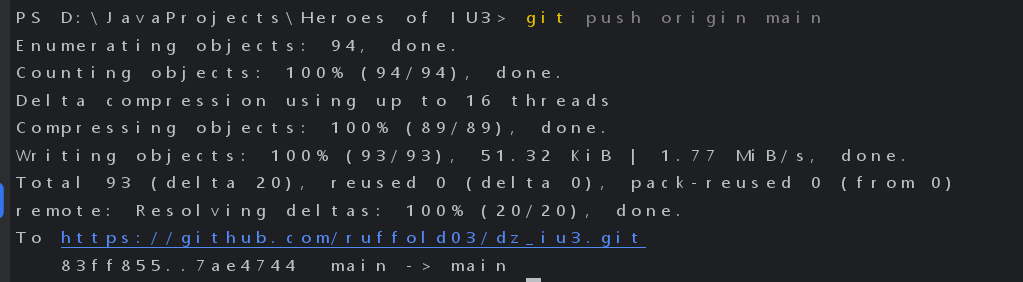 PS D:\JavaProjects\Heroes of IU3> git push origin main
Enumerating objects: 94, done.
Counting objects: 100% (94/94), done.
Delta compression using up to 16 threads
Compressing objects: 100% (89/89), done.
Writing objects: 100% (93/93), 51.32 KiB | 1.77 MiB/s, done.
Total 93 (delta 20), reused 0 (delta 0), pack-reused 0 (from 0)
remote: Resolving deltas: 100% (20/20), done.
To https://github.com/ruffold03/dz_iu3.git
83ff855..7ae4744 main -> main